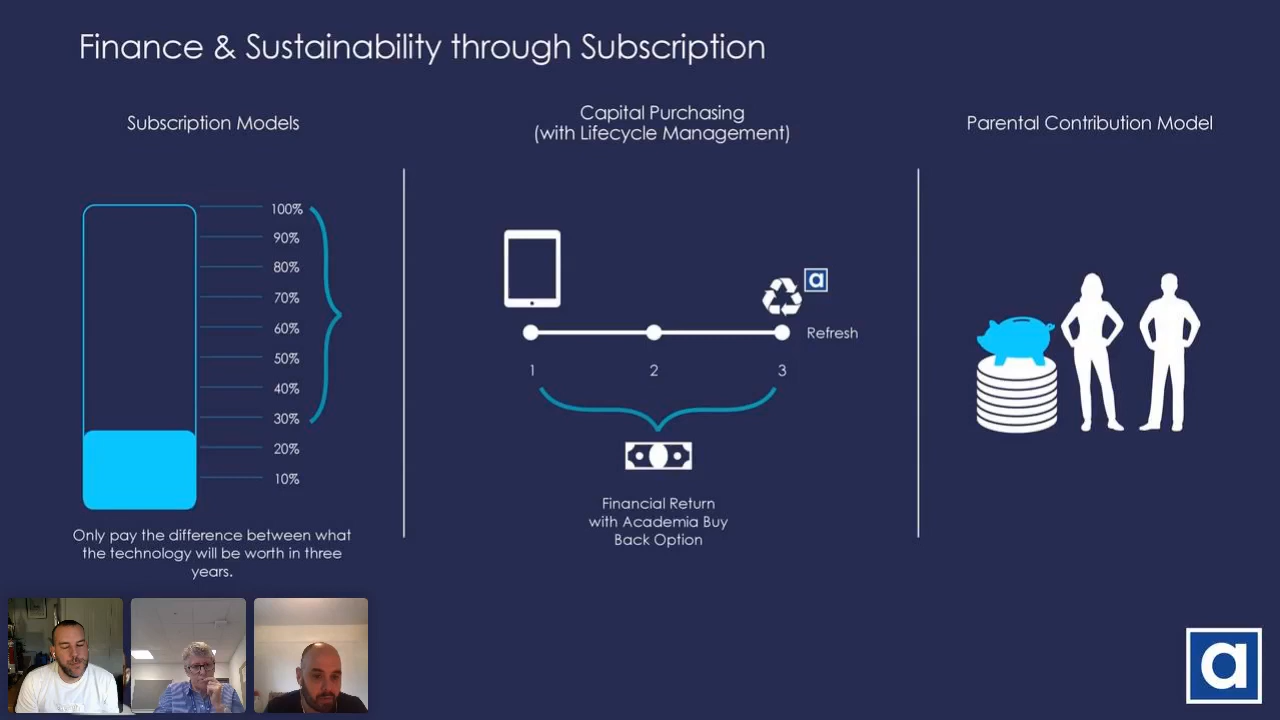 Finance & Sustainability through Subscription
Subscription Models
100%
90%
80%
70%
60%
50%
40%
30%
20%
10%
Only pay the difference between what
the technology will be worth in three
years.
Capital Purchasing
(with Lifecycle Management)
a
Refresh
1
2
3
Financial Return
with Academia Buy
Back Option
Parental Contribution Model
a